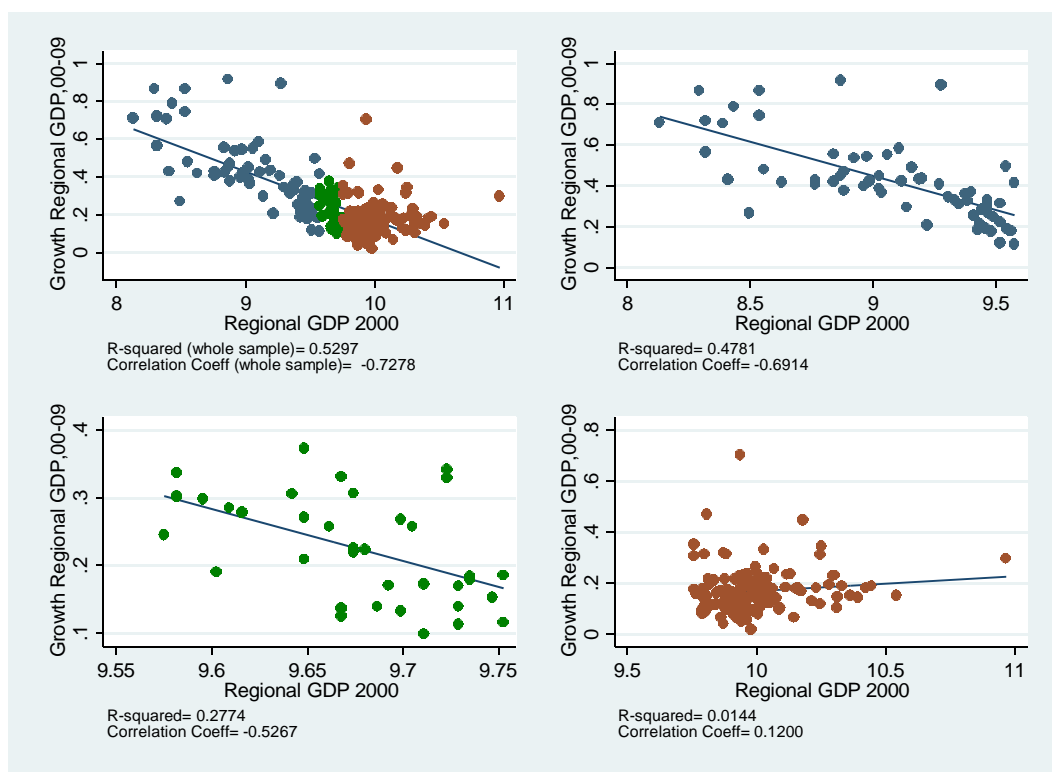 Growth Regional GDP,00-09
1
.8
.6
.4
.2
0
8
9
10
11
Regional GDP 2000
R-squared (whole sample)= 0.5297
Correlation Coeff (whole sample)=  -0.7278
Growth Regional GDP,00-09
1
.8
.6
.4
.2
0
8
8.5
9
9.5
Regional GDP 2000
R-squared= 0.4781
Correlation Coeff= -0.6914
Growth Regional GDP,00-09
.4
.3
.2
.1
9.55
9.6
9.65
9.7
9.75
Regional GDP 2000
R-squared= 0.2774
Correlation Coeff= -0.5267
Growth Regional GDP,00-09
.8
.6
.4
.2
0
9.5
10
10.5
11
Regional GDP 2000
R-squared= 0.0144
Correlation Coeff= 0.1200